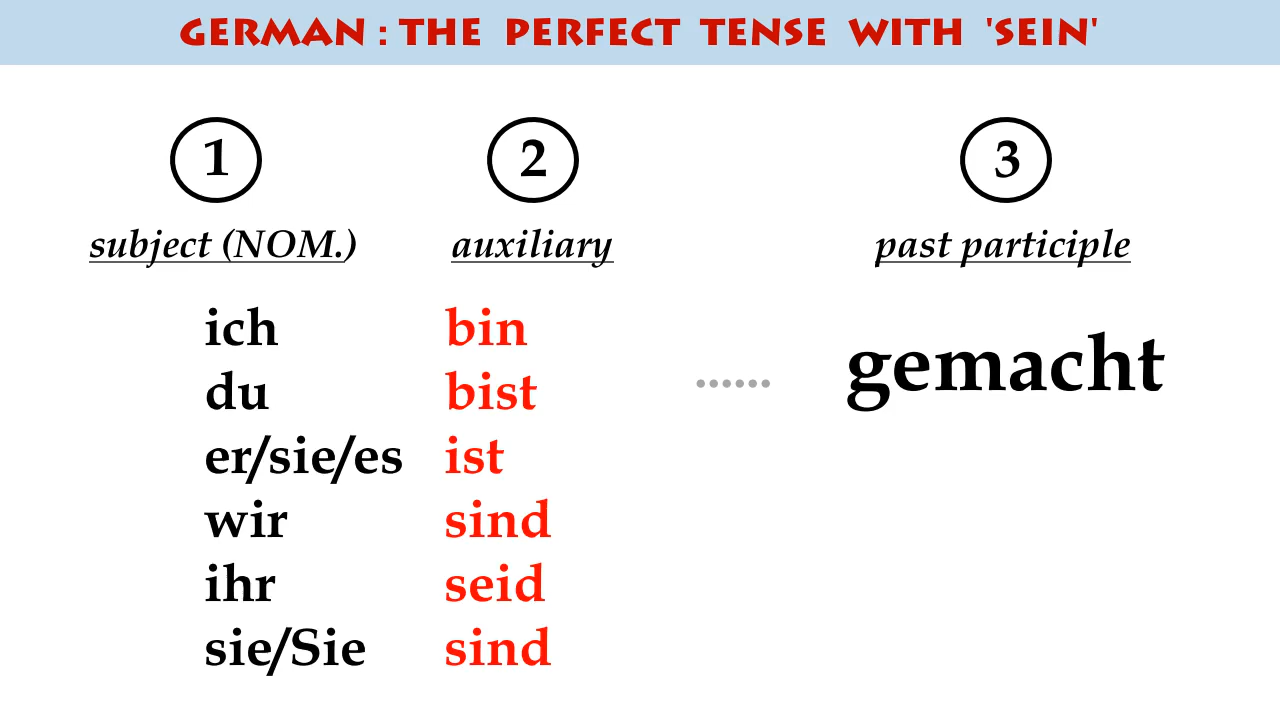 GERMAN : THE PERFECT TENSE WITH 'SEIN'
1 2 3
subject (NOM.) auxiliary past participle
ich bin
du bist ...... gemacht
er/sie/es ist
wir sind
ihr seid
sie/Sie sind